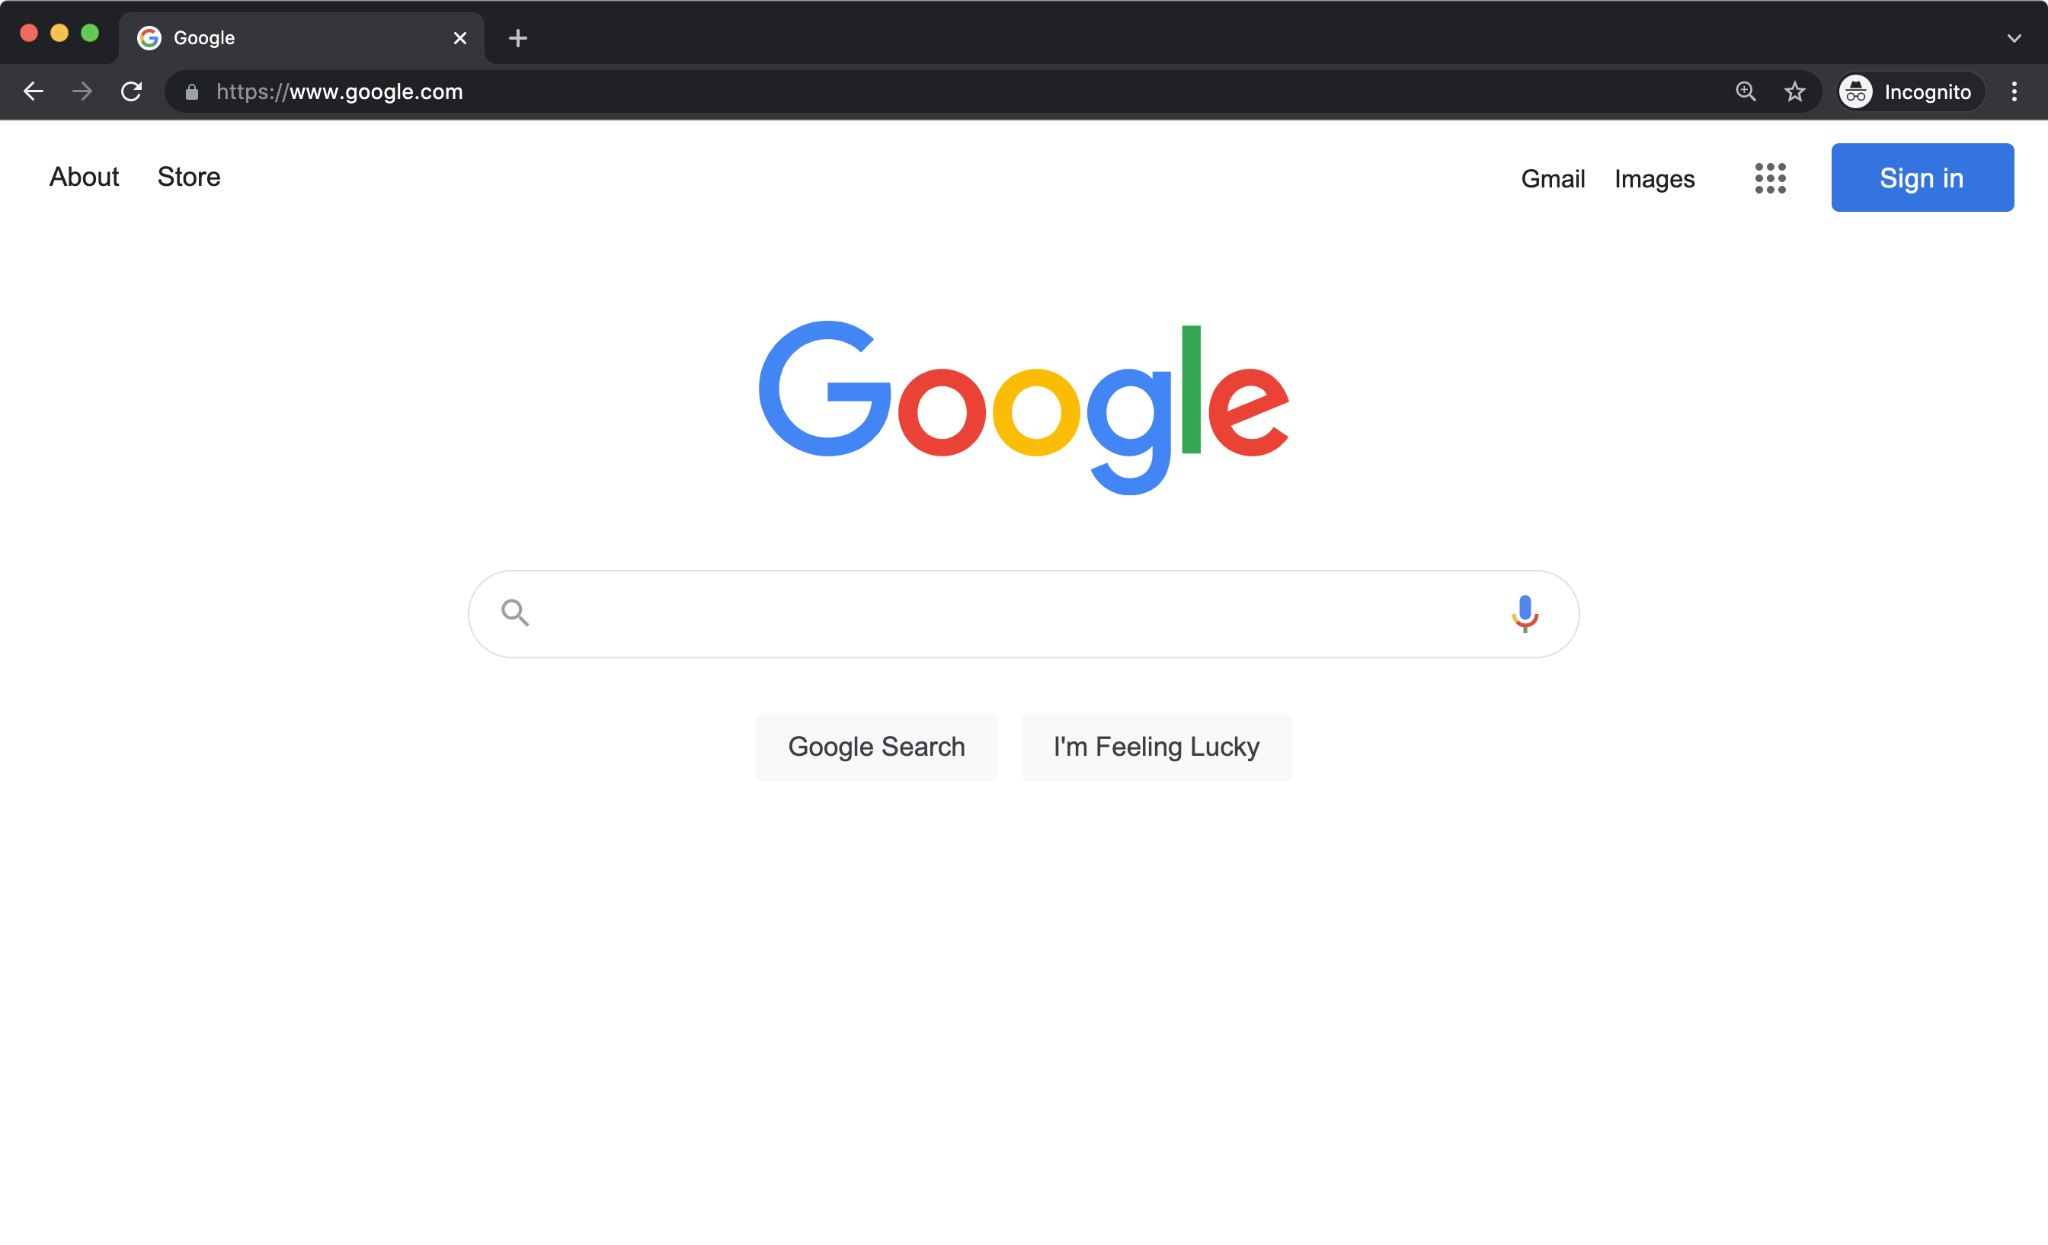 Google
https://www.google.com
Incognito
About Store
Gmail Images
Sign in
Google
Google Search
I'm Feeling Lucky